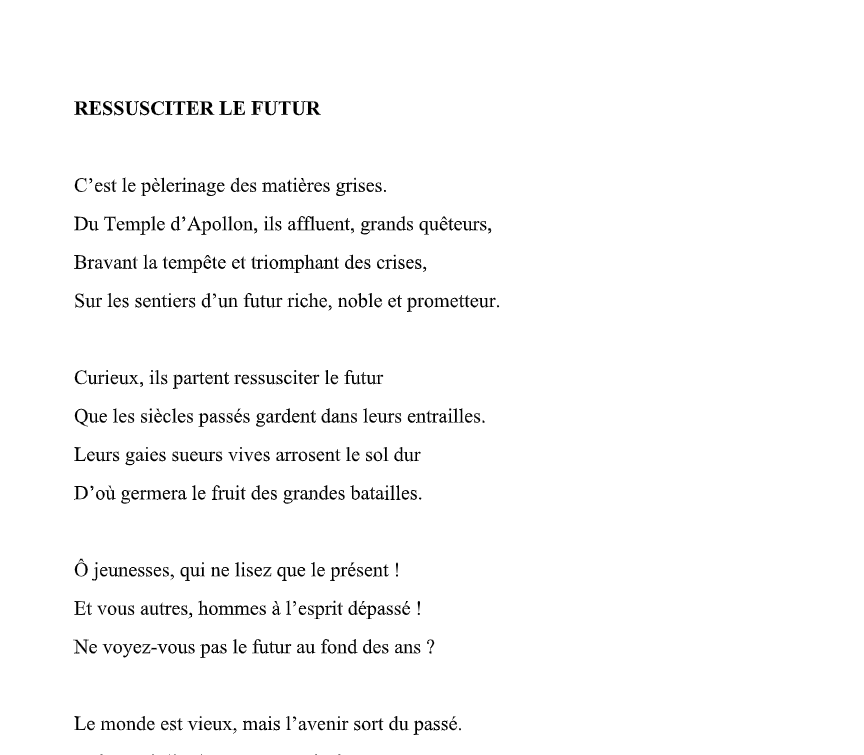 RESSUSCITER LE FUTUR
C’est le pèlerinage des matières grises.
Du Temple d’Apollon, ils affluent, grands quêteurs,
Bravant la tempête et triomphant des crises,
Sur les sentiers d’un futur riche, noble et prometteur.
Curieux, ils partent ressusciter le futur
Que les siècles passés gardent dans leurs entrailles.
Leurs gaies sueurs vives arrosent le sol dur
D’où germera le fruit des grandes batailles.
Ô jeunesses, qui ne lisez que le présent !
Et vous autres, hommes à l’esprit dépassé !
Ne voyez-vous pas le futur au fond des ans ?
Le monde est vieux, mais l’avenir sort du passé.